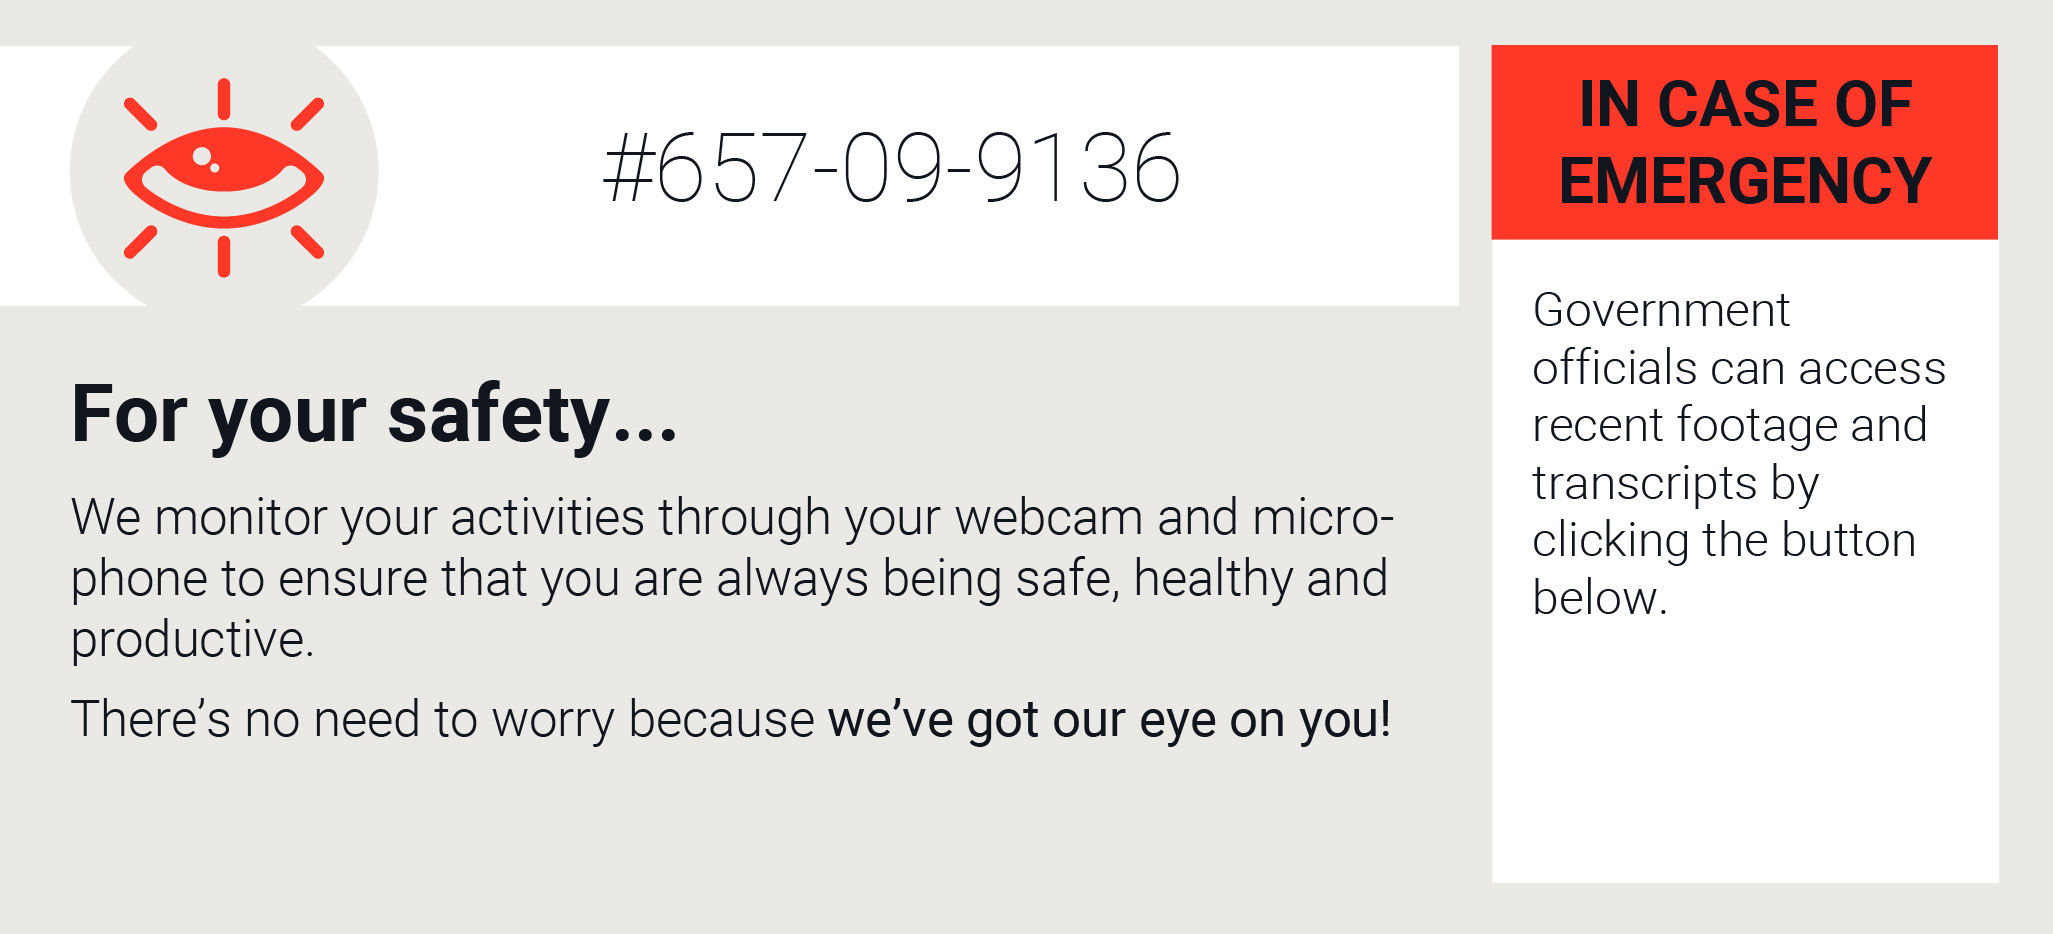 #657-09-9136
For your safety...
We monitor your activities through your webcam and micro-
phone to ensure that you are always being safe, healthy and
productive.
There’s no need to worry because we’ve got our eye on you!
IN CASE OF
EMERGENCY
Government
officials can access
recent footage and
transcripts by
clicking the button
below.